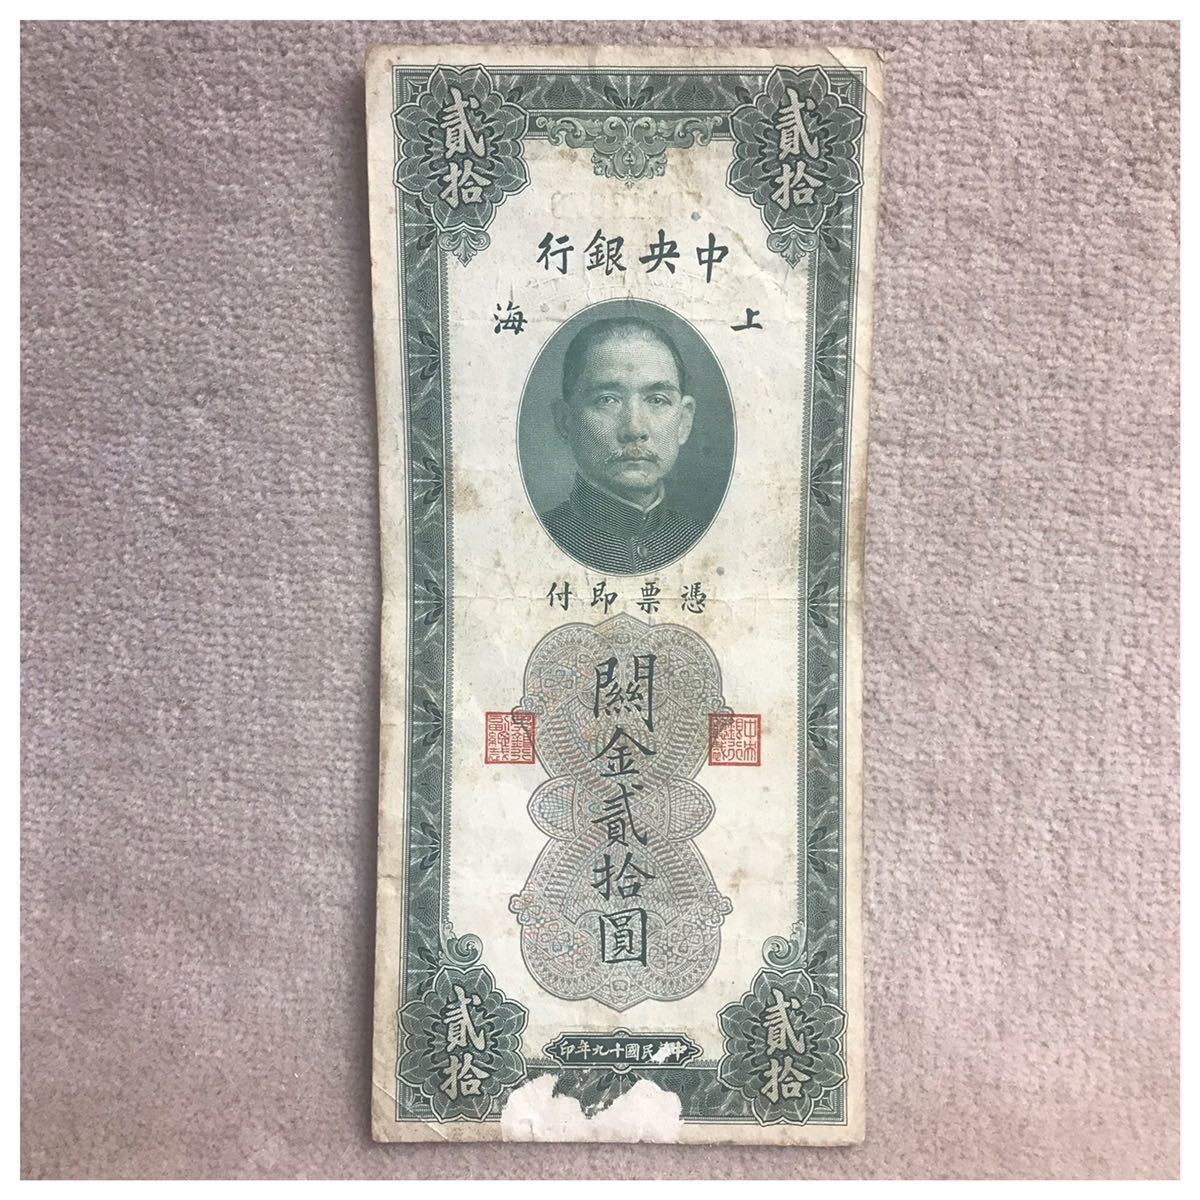 貳拾
貳拾
中央銀行
上海
憑票即付
關金貳拾圓
中華民國十九年印
貳拾
貳拾